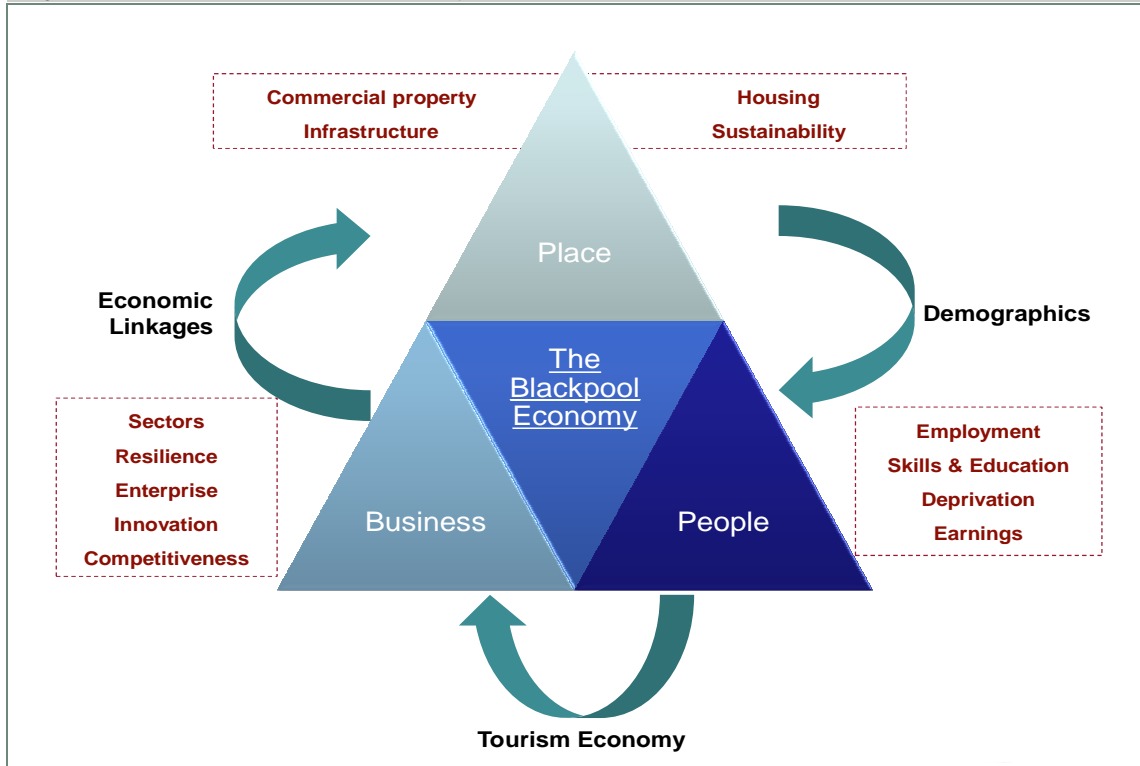 Commercial property
Infrastructure
Housing
Sustainability
Place
Economic
Linkages
Demographics
The
Blackpool
Economy
Sectors
Resilience
Enterprise
Innovation
Competitiveness
Business
People
Employment
Skills & Education
Deprivation
Earnings
Tourism Economy